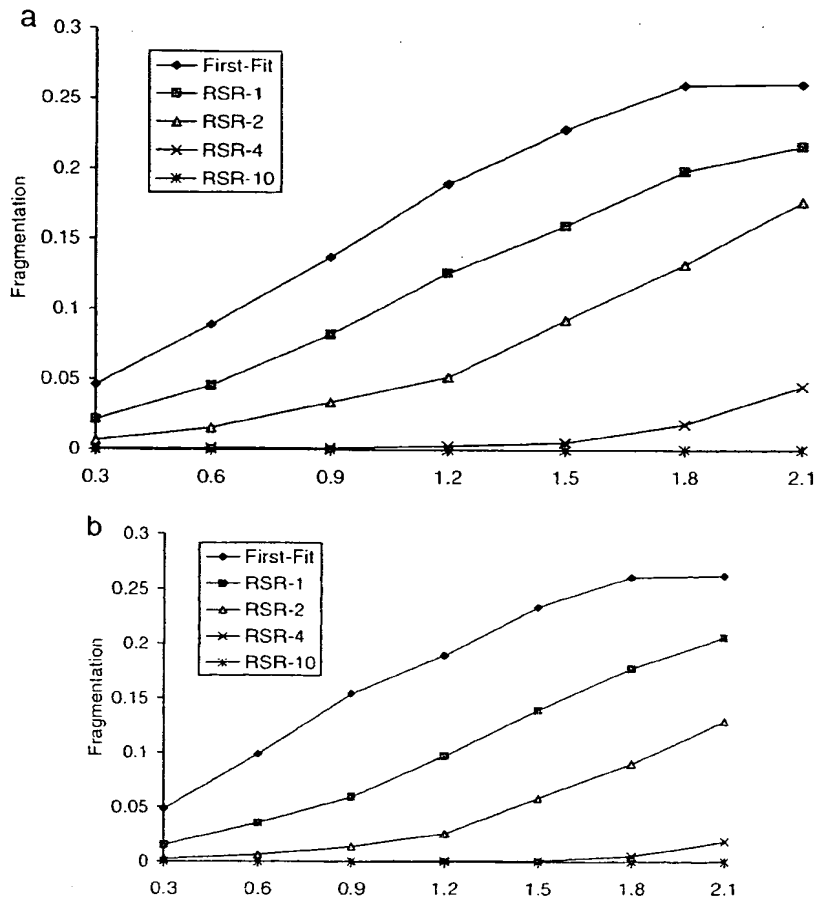 a
0.3
0.25
0.2
0.15
0.1
0.05
0
Fragmentation
First-Fit
RSR-1
RSR-2
RSR-4
RSR-10
0.3 0.6 0.9 1.2 1.5 1.8 2.1
b
0.3
0.25
0.2
0.15
0.1
0.05
0
Fragmentation
First-Fit
RSR-1
RSR-2
RSR-4
RSR-10
0.3 0.6 0.9 1.2 1.5 1.8 2.1